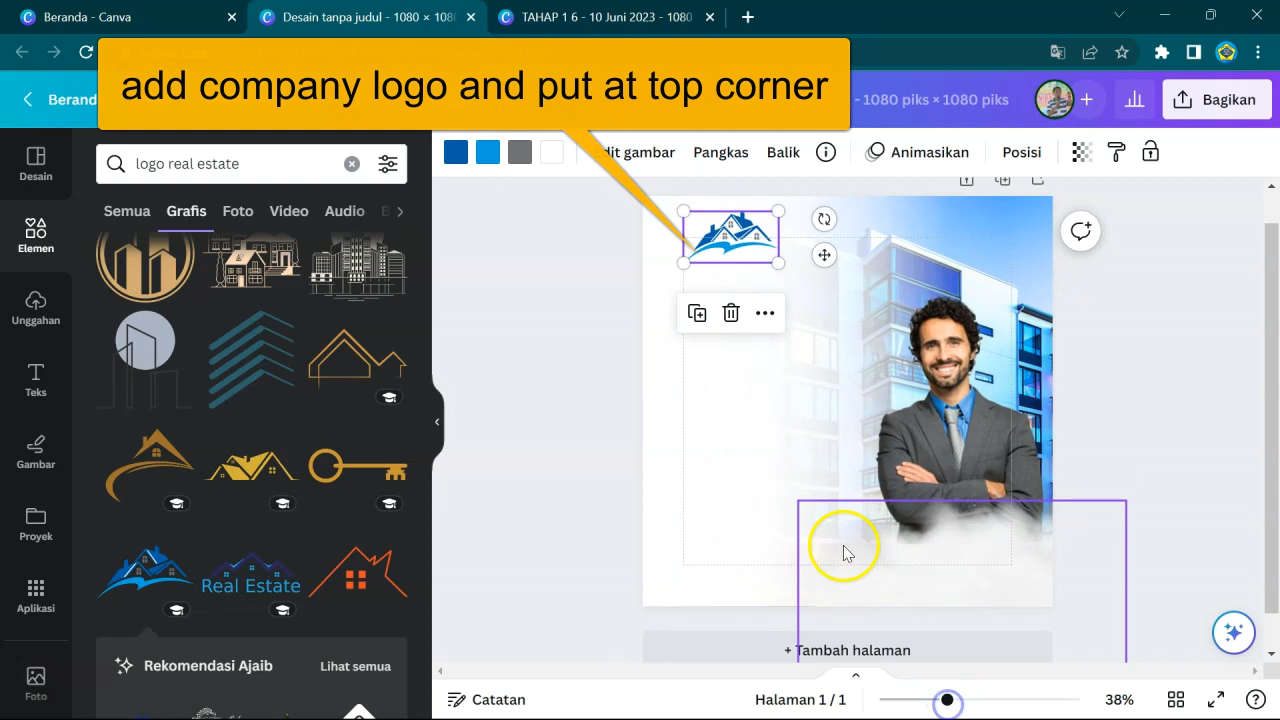 Beranda - Canva
Desain tanpa judul - 1080 × 108
TAHAP 1 6 - 10 Juni 2023 - 1080
add company logo and put at top corner
Berand
- 1080 piks × 1080 piks
Bagikan
Desain
Elemen
Unggahan
Teks
Gambar
Proyek
Aplikasi
Foto
logo real estate
Semua
Grafis
Foto
Video
Audio
B
Real Estate
Rekomendasi Ajaib
Lihat semua
dit gambar
Pangkas
Balik
Animasikan
Posisi
+ Tambah halaman
Catatan
Halaman 1 / 1
38%